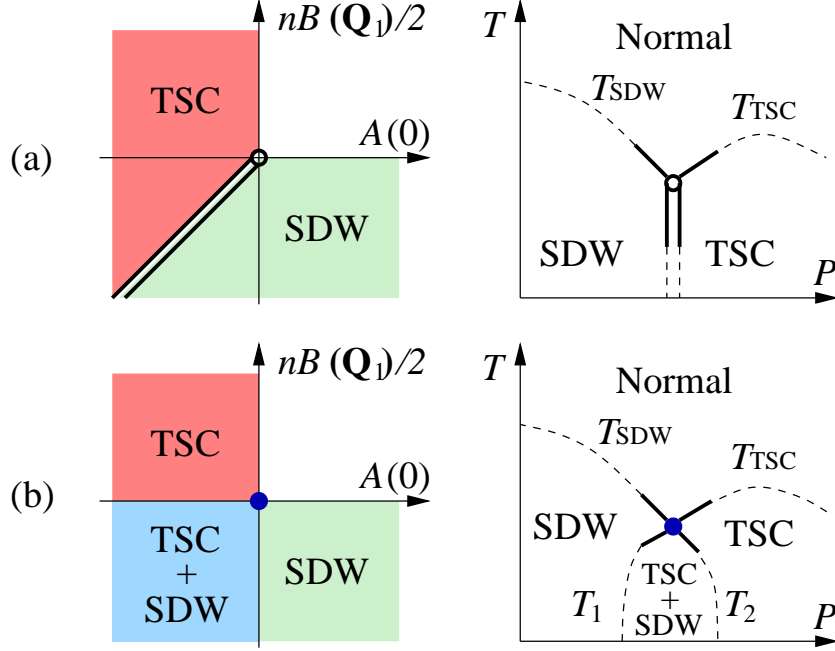 (a)
nB (Q1)/2
TSC
A(0)
SDW
T
Normal
TSDW
TTSC
SDW
TSC
P
(b)
nB (Q1)/2
TSC
A(0)
TSC
+
SDW
SDW
T
Normal
TSDW
TTSC
SDW
TSC
TSC
+
SDW
T1
T2
P